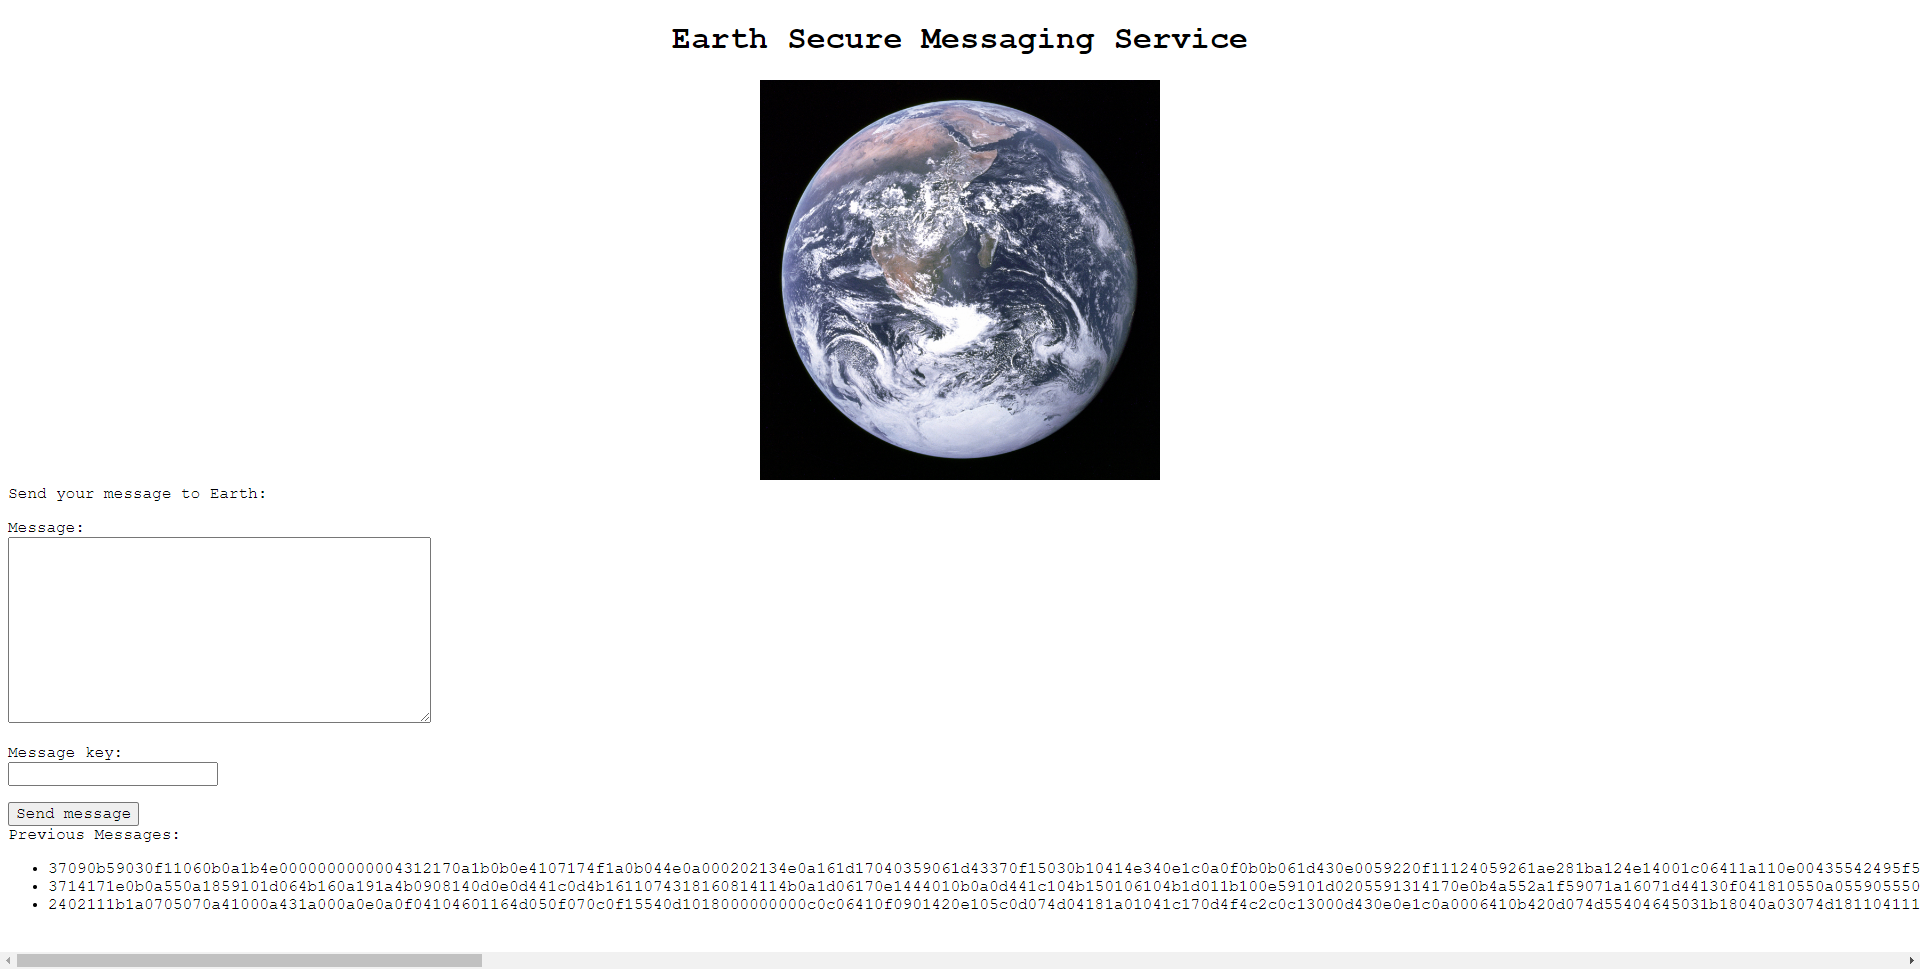 Earth Secure Messaging Service
Send your message to Earth:
Message:
Message key:
Send message
Previous Messages:
37090b59030f11060b0a1b4e0000000000004312170a1b0b0e4107174f1a0b044e0a000202134e0a161d17040359061d43370f15030b10414e340e1c0a0f0b0b061d430e0059220f11124059261ae281ba124e14001c06411a110e00435542495f5
3714171e0b0a550a1859101d064b160a191a4b0908140d0e0d441c0d4b1611074318160814114b0a1d06170e1444010b0a0d441c104b150106104b1d011b100e59101d0205591314170e0b4a552a1f59071a16071d44130f041810550a055905550
2402111b1a0705070a41000a431a000a0e0a0f04104601164d050f070c0f15540d1018000000000c0c06410f0901420e105c0d074d04181a01041c170d4f4c2c0c13000d430e0e1c0a0006410b420d074d55404645031b18040a03074d181104111